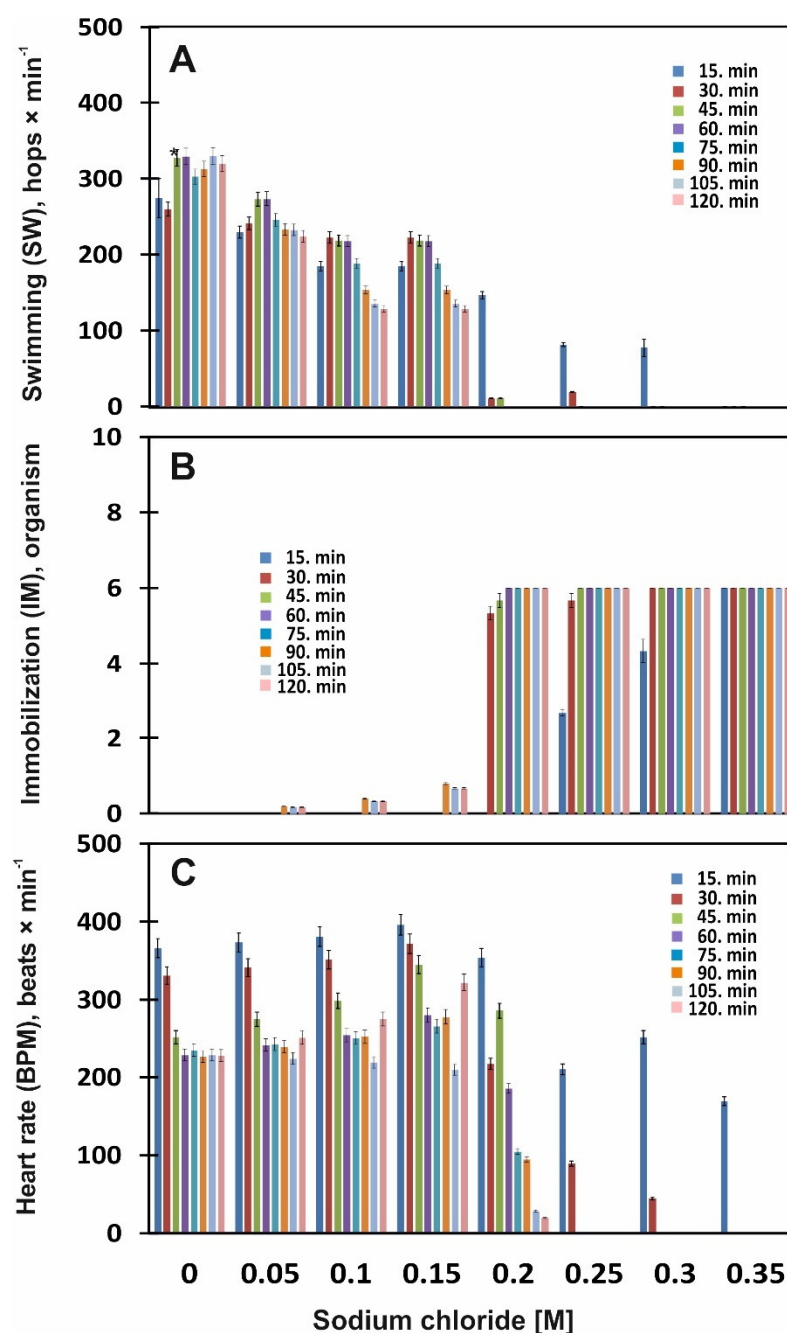 500
400
300
200
100
0
A
*
15. min
30. min
45. min
60. min
75. min
90. min
105. min
120. min
Swimming (SW), hops × min⁻¹
10
8
6
4
2
0
B
15. min
30. min
45. min
60. min
75. min
90. min
105. min
120. min
Immobilization (IM), organism
500
400
300
200
100
0
C
15. min
30. min
45. min
60. min
75. min
90. min
105. min
120. min
Heart rate (BPM), beats × min⁻¹
0 0.05 0.1 0.15 0.2 0.25 0.3 0.35
Sodium chloride [M]